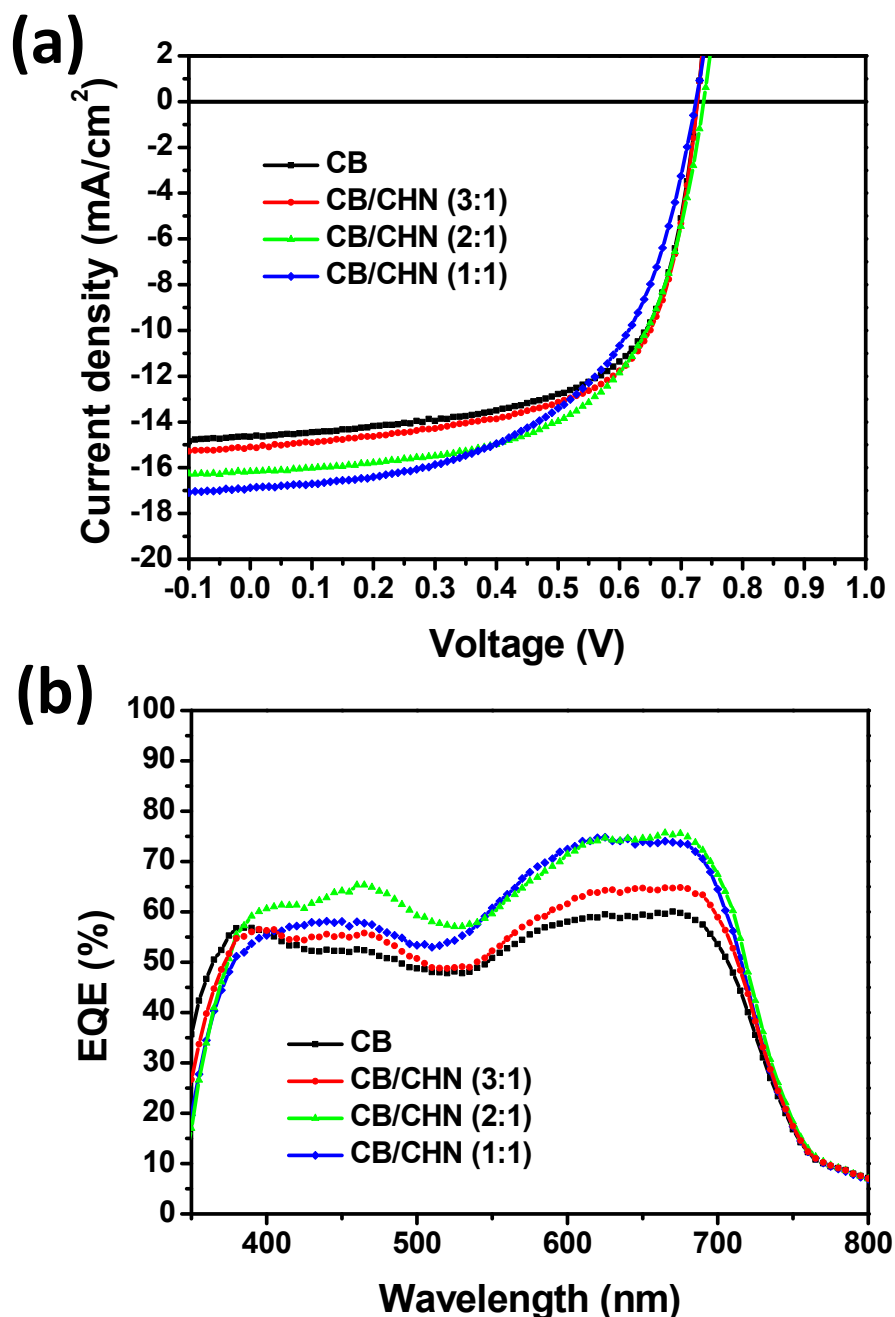 (a)
2
0
-2
-4
-6
-8
-10
-12
-14
-16
-18
-20
Current density (mA/cm²)
CB
CB/CHN (3:1)
CB/CHN (2:1)
CB/CHN (1:1)
-0.1 0.0 0.1 0.2 0.3 0.4 0.5 0.6 0.7 0.8 0.9 1.0
Voltage (V)
(b)
100
90
80
70
60
50
40
30
20
10
0
EQE (%)
CB
CB/CHN (3:1)
CB/CHN (2:1)
CB/CHN (1:1)
400 500 600 700 800
Wavelength (nm)